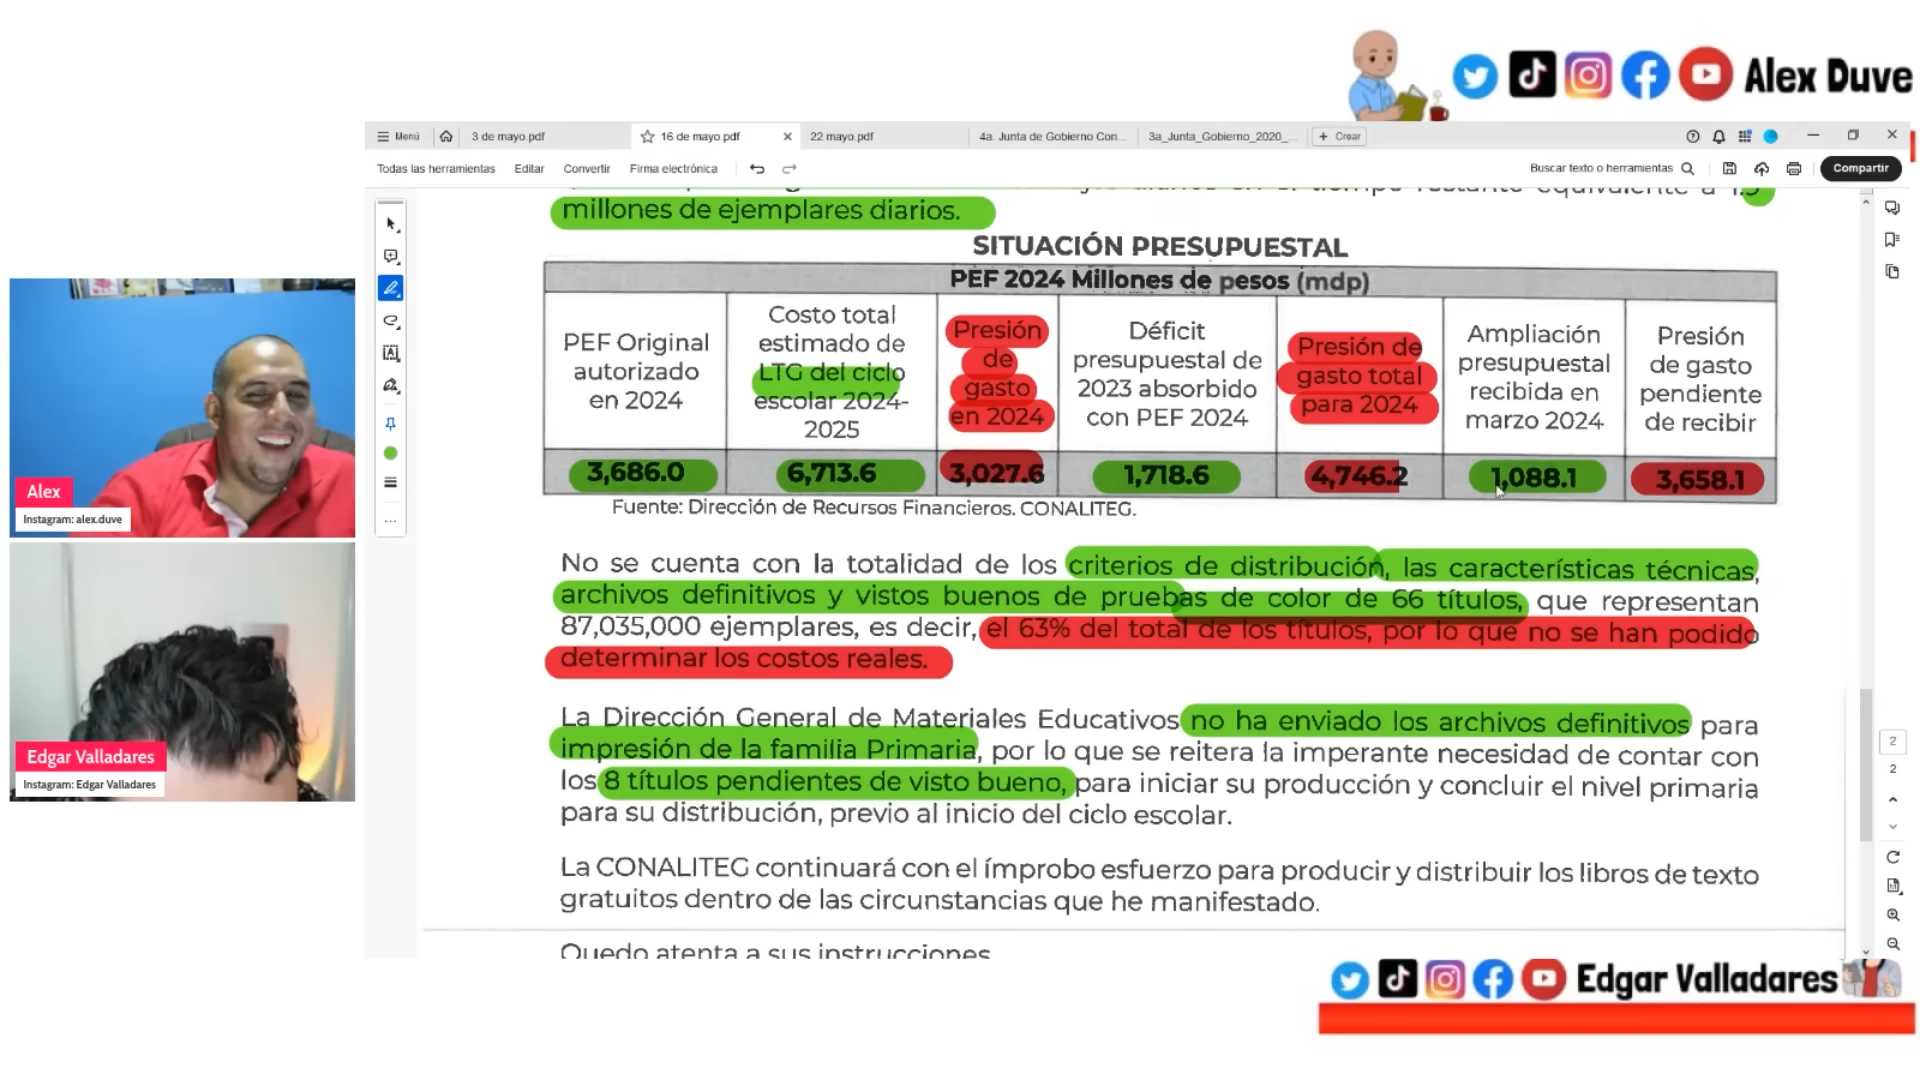 Alex Duve
Menú
3 de mayo.pdf
16 de mayo.pdf
22 mayo.pdf
4a. Junta de Gobierno Con...
3a_Junta_Gobierno_2020_...
+ Crear
Todas las herramientas
Editar
Convertir
Firma electrónica
Buscar texto o herramientas
Compartir
millones de ejemplares diarios.
SITUACIÓN PRESUPUESTAL
PEF 2024 Millones de pesos (mdp)
PEF Original
autorizado
en 2024
Costo total
estimado de
LTG del ciclo
escolar 2024-
2025
Presión
de
gasto
en 2024
Déficit
presupuestal de
2023 absorbido
con PEF 2024
Presión de
gasto total
para 2024
Ampliación
presupuestal
recibida en
marzo 2024
Presión
de gasto
pendiente
de recibir
3,686.0
6,713.6
3,027.6
1,718.6
4,746.2
1,088.1
3,658.1
Fuente: Dirección de Recursos Financieros. CONALITEG.
No se cuenta con la totalidad de los criterios de distribución, las características técnicas,
archivos definitivos y vistos buenos de pruebas de color de 66 títulos, que representan
87,035,000 ejemplares, es decir, el 63% del total de los títulos, por lo que no se han podido
determinar los costos reales.
La Dirección General de Materiales Educativos no ha enviado los archivos definitivos para
impresión de la familia Primaria, por lo que se reitera la imperante necesidad de contar con
los 8 títulos pendientes de visto bueno, para iniciar su producción y concluir el nivel primaria
para su distribución, previo al inicio del ciclo escolar.
La CONALITEG continuará con el ímprobo esfuerzo para producir y distribuir los libros de texto
gratuitos dentro de las circunstancias que he manifestado.
Quedo atenta a sus instrucciones
2
2
Alex
Instagram: alex.duve
Edgar Valladares
Instagram: Edgar Valladares
Edgar Valladares